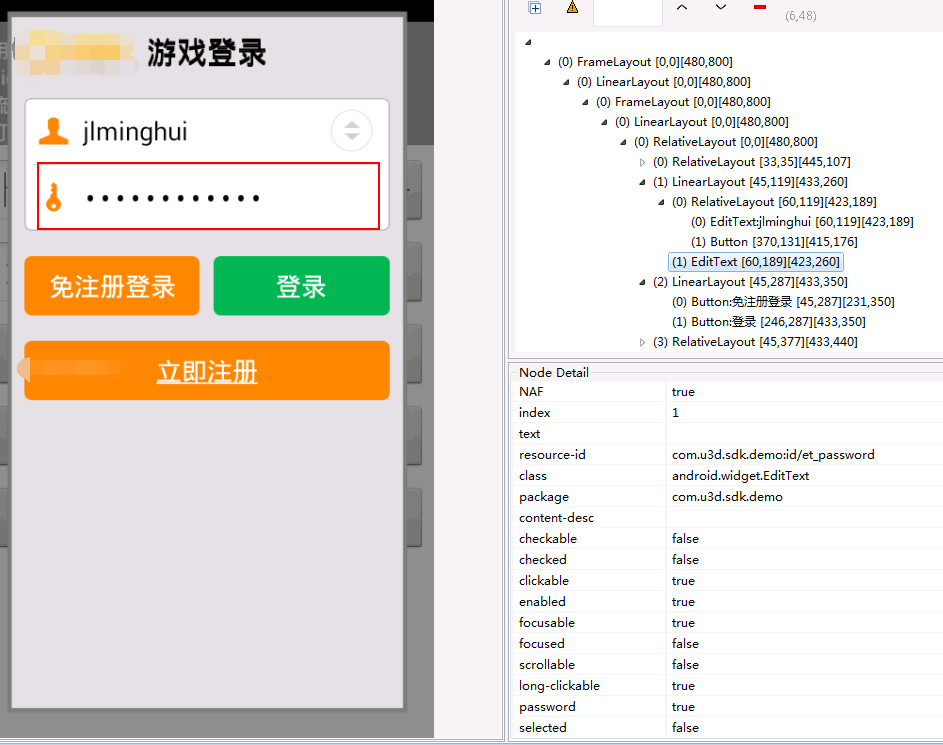 游戏登录
jlminghui
免注册登录
登录
立即注册
(6,48)
(0) FrameLayout [0,0][480,800]
(0) LinearLayout [0,0][480,800]
(0) FrameLayout [0,0][480,800]
(0) LinearLayout [0,0][480,800]
(0) RelativeLayout [0,0][480,800]
(0) RelativeLayout [33,35][445,107]
(1) LinearLayout [45,119][433,260]
(0) RelativeLayout [60,119][423,189]
(0) EditTextjlminghui [60,119][423,189]
(1) Button [370,131][415,176]
(1) EditText [60,189][423,260]
(2) LinearLayout [45,287][433,350]
(0) Button:免注册登录 [45,287][231,350]
(1) Button:登录 [246,287][433,350]
(3) RelativeLayout [45,377][433,440]
Node Detail
NAF true
index 1
text
resource-id com.u3d.sdk.demo:id/et_password
class android.widget.EditText
package com.u3d.sdk.demo
content-desc
checkable false
checked false
clickable true
enabled true
focusable true
focused false
scrollable false
long-clickable true
password true
selected false